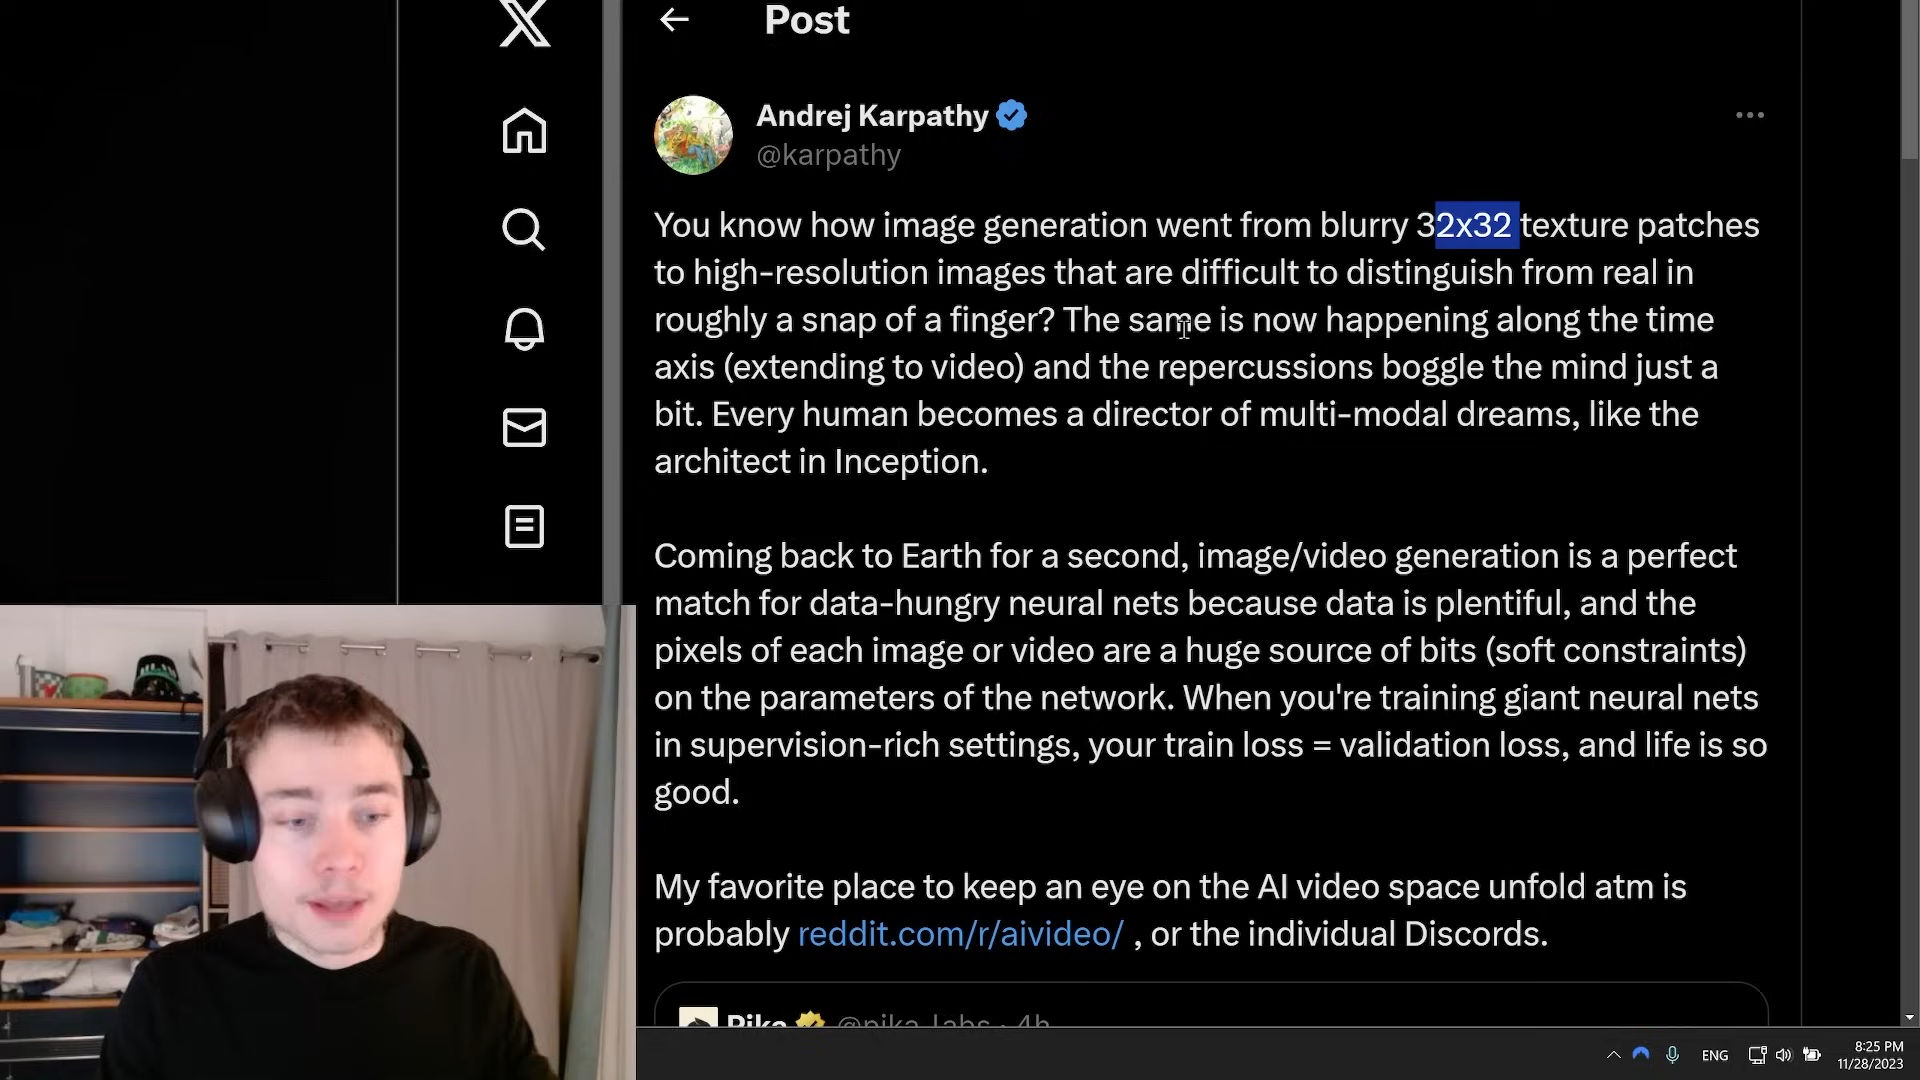 Post
Andrej Karpathy
@karpathy
You know how image generation went from blurry 32x32 texture patches
to high-resolution images that are difficult to distinguish from real in
roughly a snap of a finger? The same is now happening along the time
axis (extending to video) and the repercussions boggle the mind just a
bit. Every human becomes a director of multi-modal dreams, like the
architect in Inception.
Coming back to Earth for a second, image/video generation is a perfect
match for data-hungry neural nets because data is plentiful, and the
pixels of each image or video are a huge source of bits (soft constraints)
on the parameters of the network. When you're training giant neural nets
in supervision-rich settings, your train loss = validation loss, and life is so
good.
My favorite place to keep an eye on the AI video space unfold atm is
probably reddit.com/r/aivideo/ , or the individual Discords.
Pika @pika_labs · 4h
ENG
8:25 PM
11/28/2023